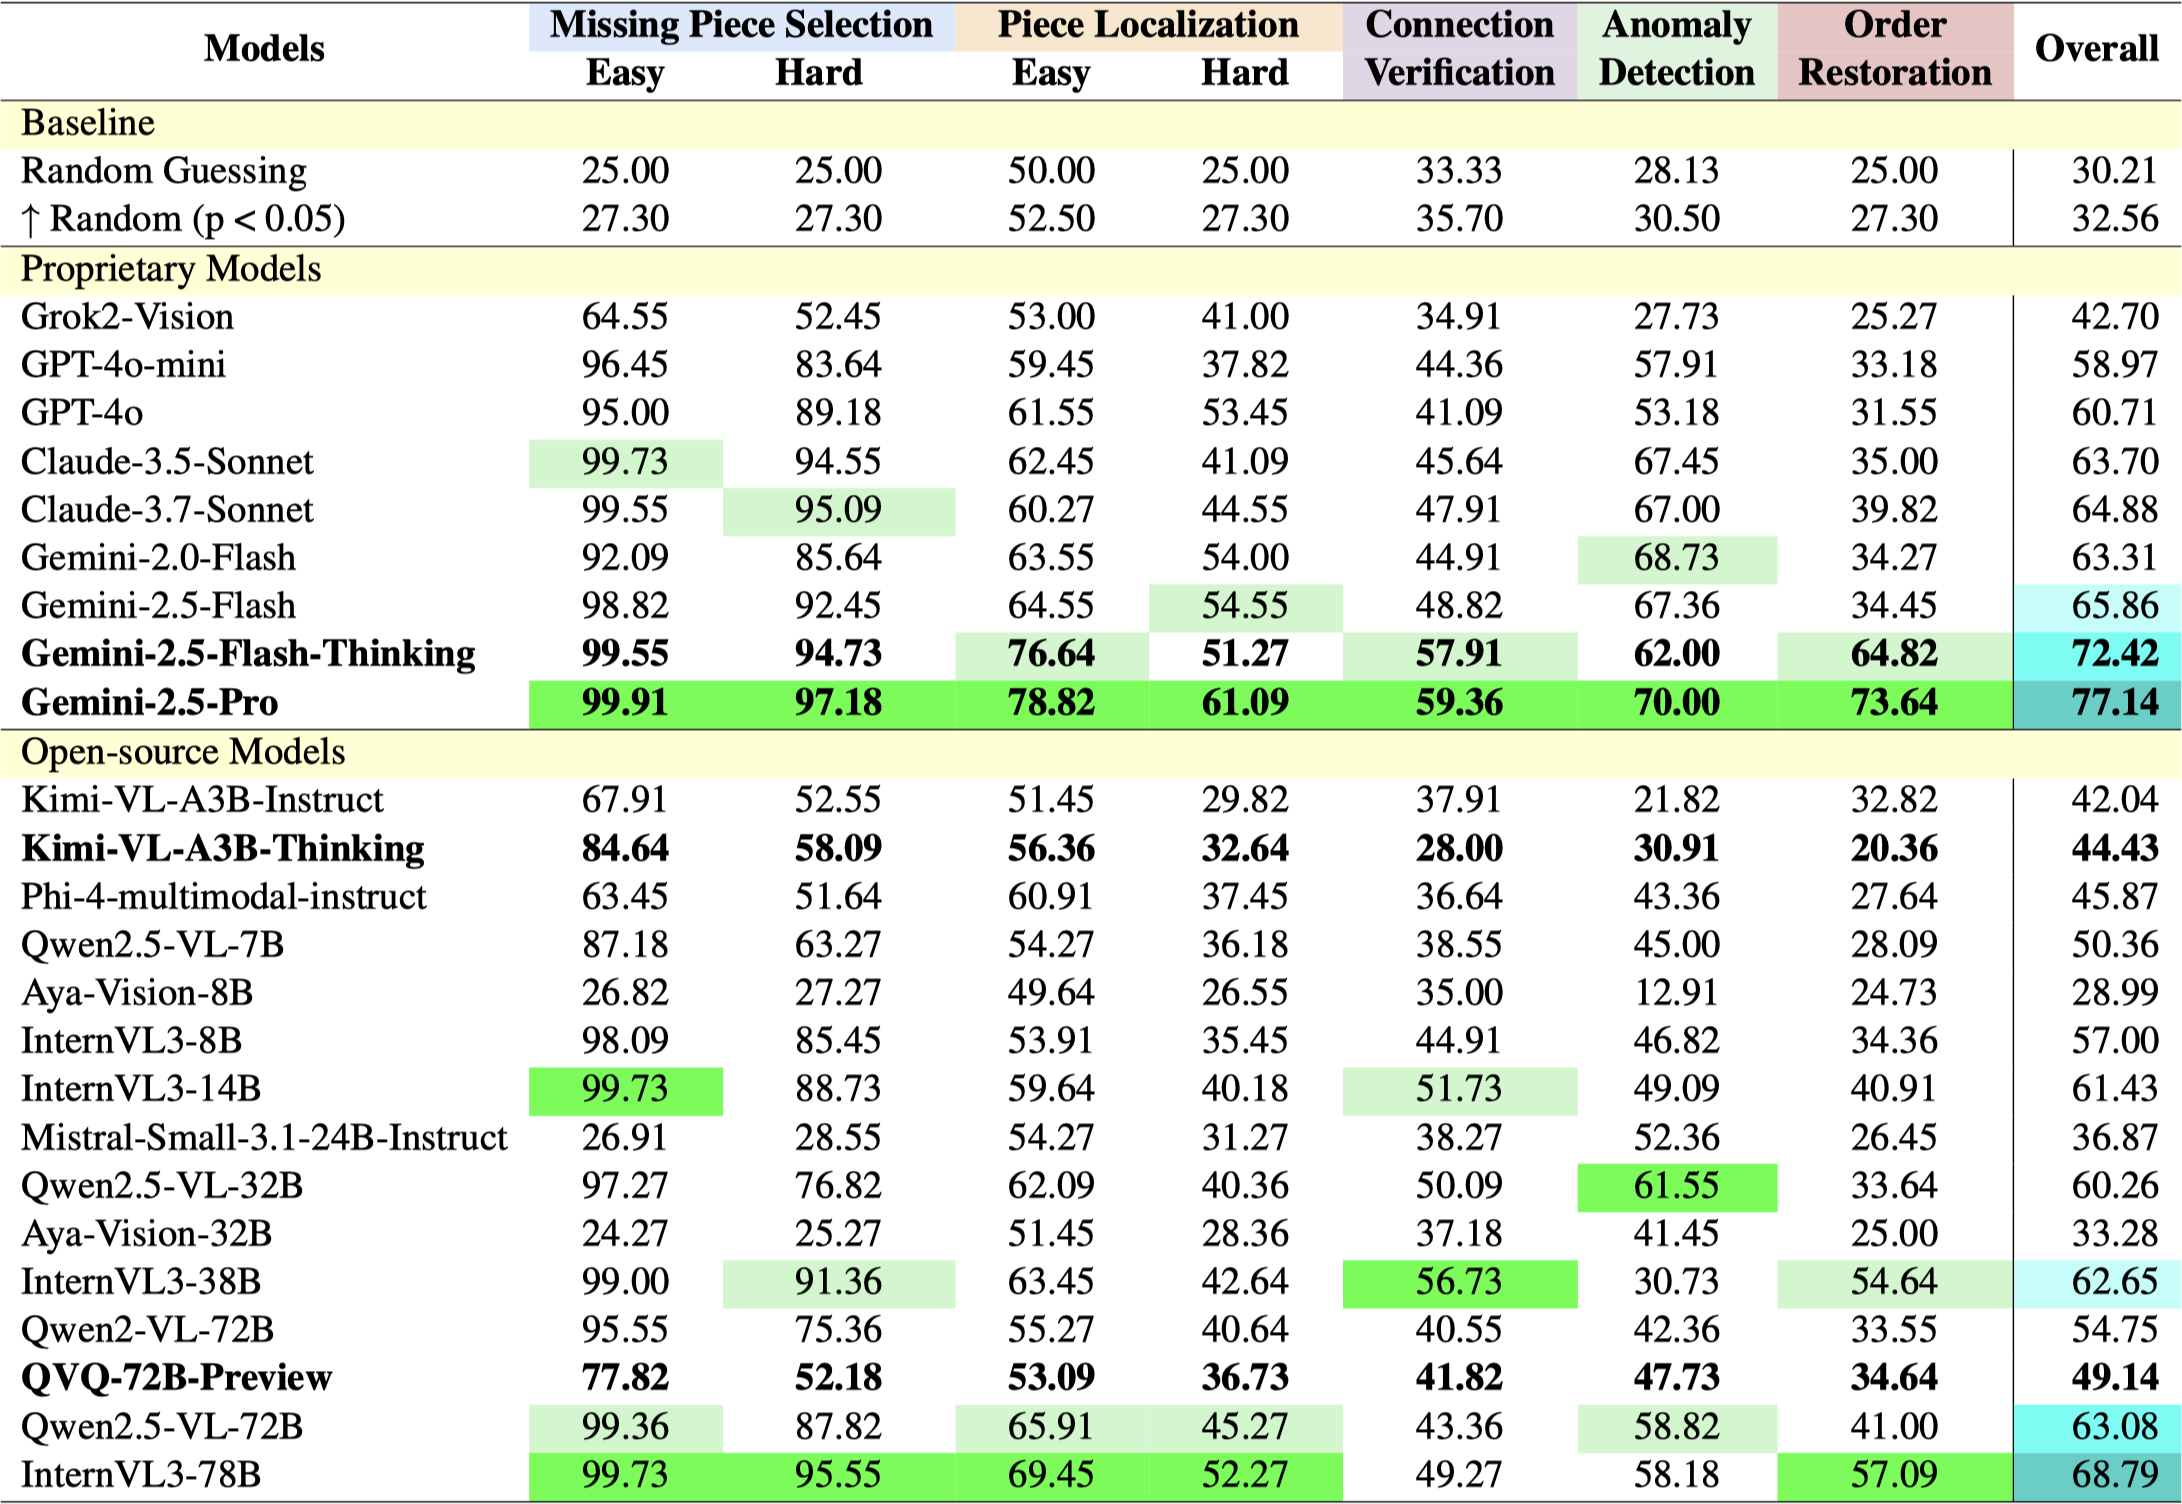 Models Missing Piece Selection Piece Localization Connection Verification Anomaly Detection Order Restoration Overall
Easy Hard Easy Hard
Baseline
Random Guessing 25.00 25.00 50.00 25.00 33.33 28.13 25.00 30.21
↑ Random (p < 0.05) 27.30 27.30 52.50 27.30 35.70 30.50 27.30 32.56
Proprietary Models
Grok2-Vision 64.55 52.45 53.00 41.00 34.91 27.73 25.27 42.70
GPT-4o-mini 96.45 83.64 59.45 37.82 44.36 57.91 33.18 58.97
GPT-4o 95.00 89.18 61.55 53.45 41.09 53.18 31.55 60.71
Claude-3.5-Sonnet 99.73 94.55 62.45 41.09 45.64 67.45 35.00 63.70
Claude-3.7-Sonnet 99.55 95.09 60.27 44.55 47.91 67.00 39.82 64.88
Gemini-2.0-Flash 92.09 85.64 63.55 54.00 44.91 68.73 34.27 63.31
Gemini-2.5-Flash 98.82 92.45 64.55 54.55 48.82 67.36 34.45 65.86
Gemini-2.5-Flash-Thinking 99.55 94.73 76.64 51.27 57.91 62.00 64.82 72.42
Gemini-2.5-Pro 99.91 97.18 78.82 61.09 59.36 70.00 73.64 77.14
Open-source Models
Kimi-VL-A3B-Instruct 67.91 52.55 51.45 29.82 37.91 21.82 32.82 42.04
Kimi-VL-A3B-Thinking 84.64 58.09 56.36 32.64 28.00 30.91 20.36 44.43
Phi-4-multimodal-instruct 63.45 51.64 60.91 37.45 36.64 43.36 27.64 45.87
Qwen2.5-VL-7B 87.18 63.27 54.27 36.18 38.55 45.00 28.09 50.36
Aya-Vision-8B 26.82 27.27 49.64 26.55 35.00 12.91 24.73 28.99
InternVL3-8B 98.09 85.45 53.91 35.45 44.91 46.82 34.36 57.00
InternVL3-14B 99.73 88.73 59.64 40.18 51.73 49.09 40.91 61.43
Mistral-Small-3.1-24B-Instruct 26.91 28.55 54.27 31.27 38.27 52.36 26.45 36.87
Qwen2.5-VL-32B 97.27 76.82 62.09 40.36 50.09 61.55 33.64 60.26
Aya-Vision-32B 24.27 25.27 51.45 28.36 37.18 41.45 25.00 33.28
InternVL3-38B 99.00 91.36 63.45 42.64 56.73 30.73 54.64 62.65
Qwen2-VL-72B 95.55 75.36 55.27 40.64 40.55 42.36 33.55 54.75
QVQ-72B-Preview 77.82 52.18 53.09 36.73 41.82 47.73 34.64 49.14
Qwen2.5-VL-72B 99.36 87.82 65.91 45.27 43.36 58.82 41.00 63.08
InternVL3-78B 99.73 95.55 69.45 52.27 49.27 58.18 57.09 68.79